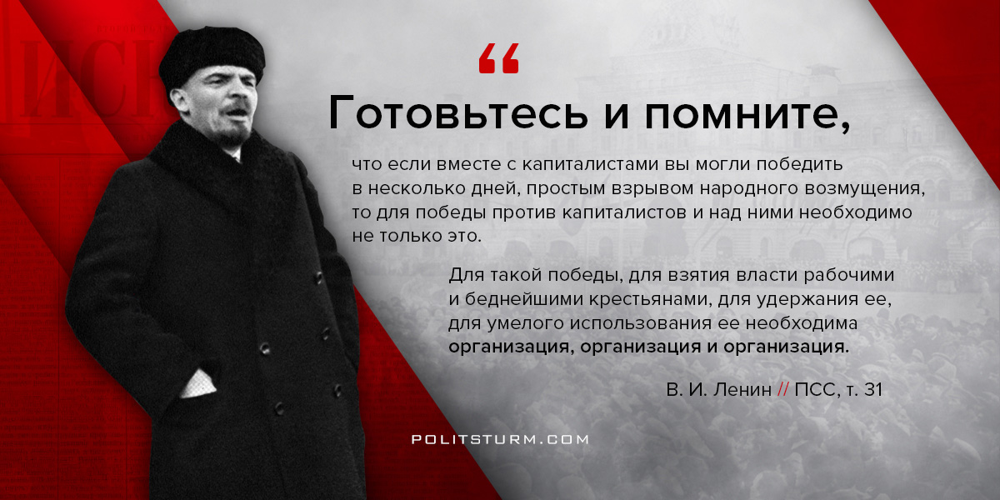 ИСК
“
Готовьтесь и помните,
что если вместе с капиталистами вы могли победить
в несколько дней, простым взрывом народного возмущения,
то для победы против капиталистов и над ними необходимо
не только это.
Для такой победы, для взятия власти рабочими
и беднейшими крестьянами, для удержания ее,
для умелого использования ее необходима
организация, организация и организация.
В. И. Ленин // ПСС, т. 31
POLITSTURM.COM